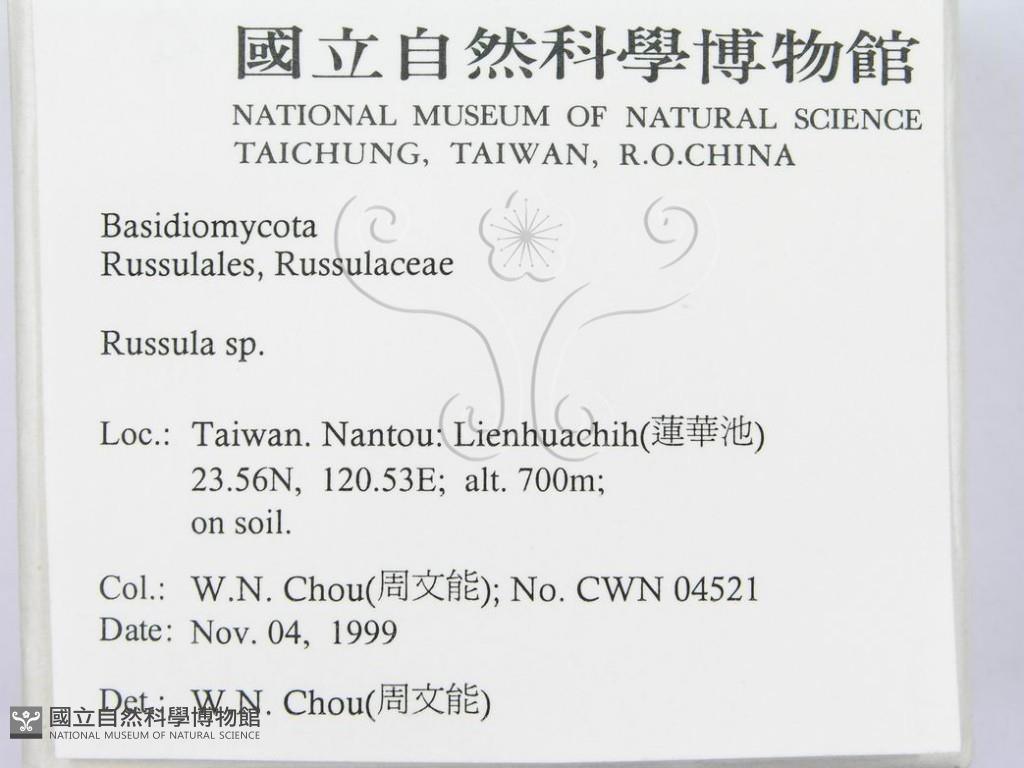 國立自然科學博物館
NATIONAL MUSEUM OF NATURAL SCIENCE
TAICHUNG, TAIWAN, R.O.CHINA
Basidiomycota
Russulales, Russulaceae
Russula sp.
Loc.: Taiwan. Nantou: Lienhuachih(蓮華池)
23.56N, 120.53E; alt. 700m;
on soil.
Col.: W.N. Chou(周文能); No. CWN 04521
Date: Nov. 04, 1999
Det.: W.N. Chou(周文能)
國立自然科學博物館
NATIONAL MUSEUM OF NATURAL SCIENCE